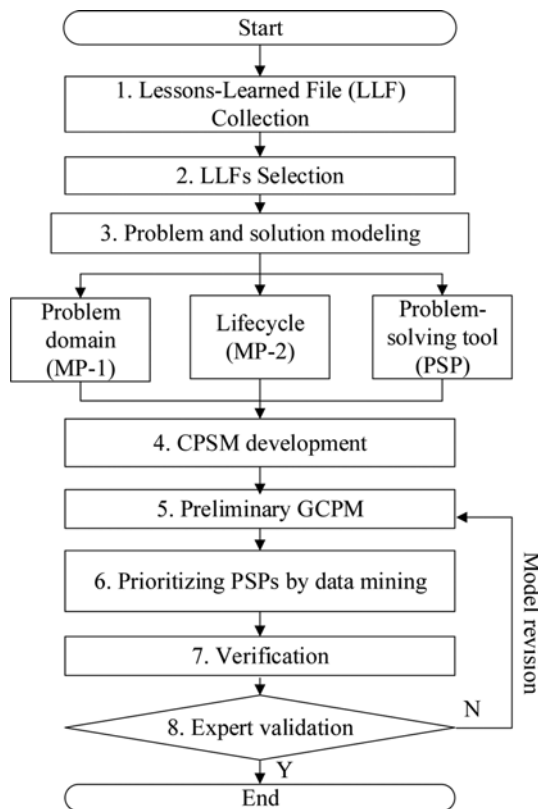 Start
1. Lessons-Learned File (LLF)
Collection
2. LLFs Selection
3. Problem and solution modeling
Problem
domain
(MP-1)
Lifecycle
(MP-2)
Problem-
solving tool
(PSP)
4. CPSM development
5. Preliminary GCPM
6. Prioritizing PSPs by data mining
7. Verification
8. Expert validation
N
Model revision
Y
End